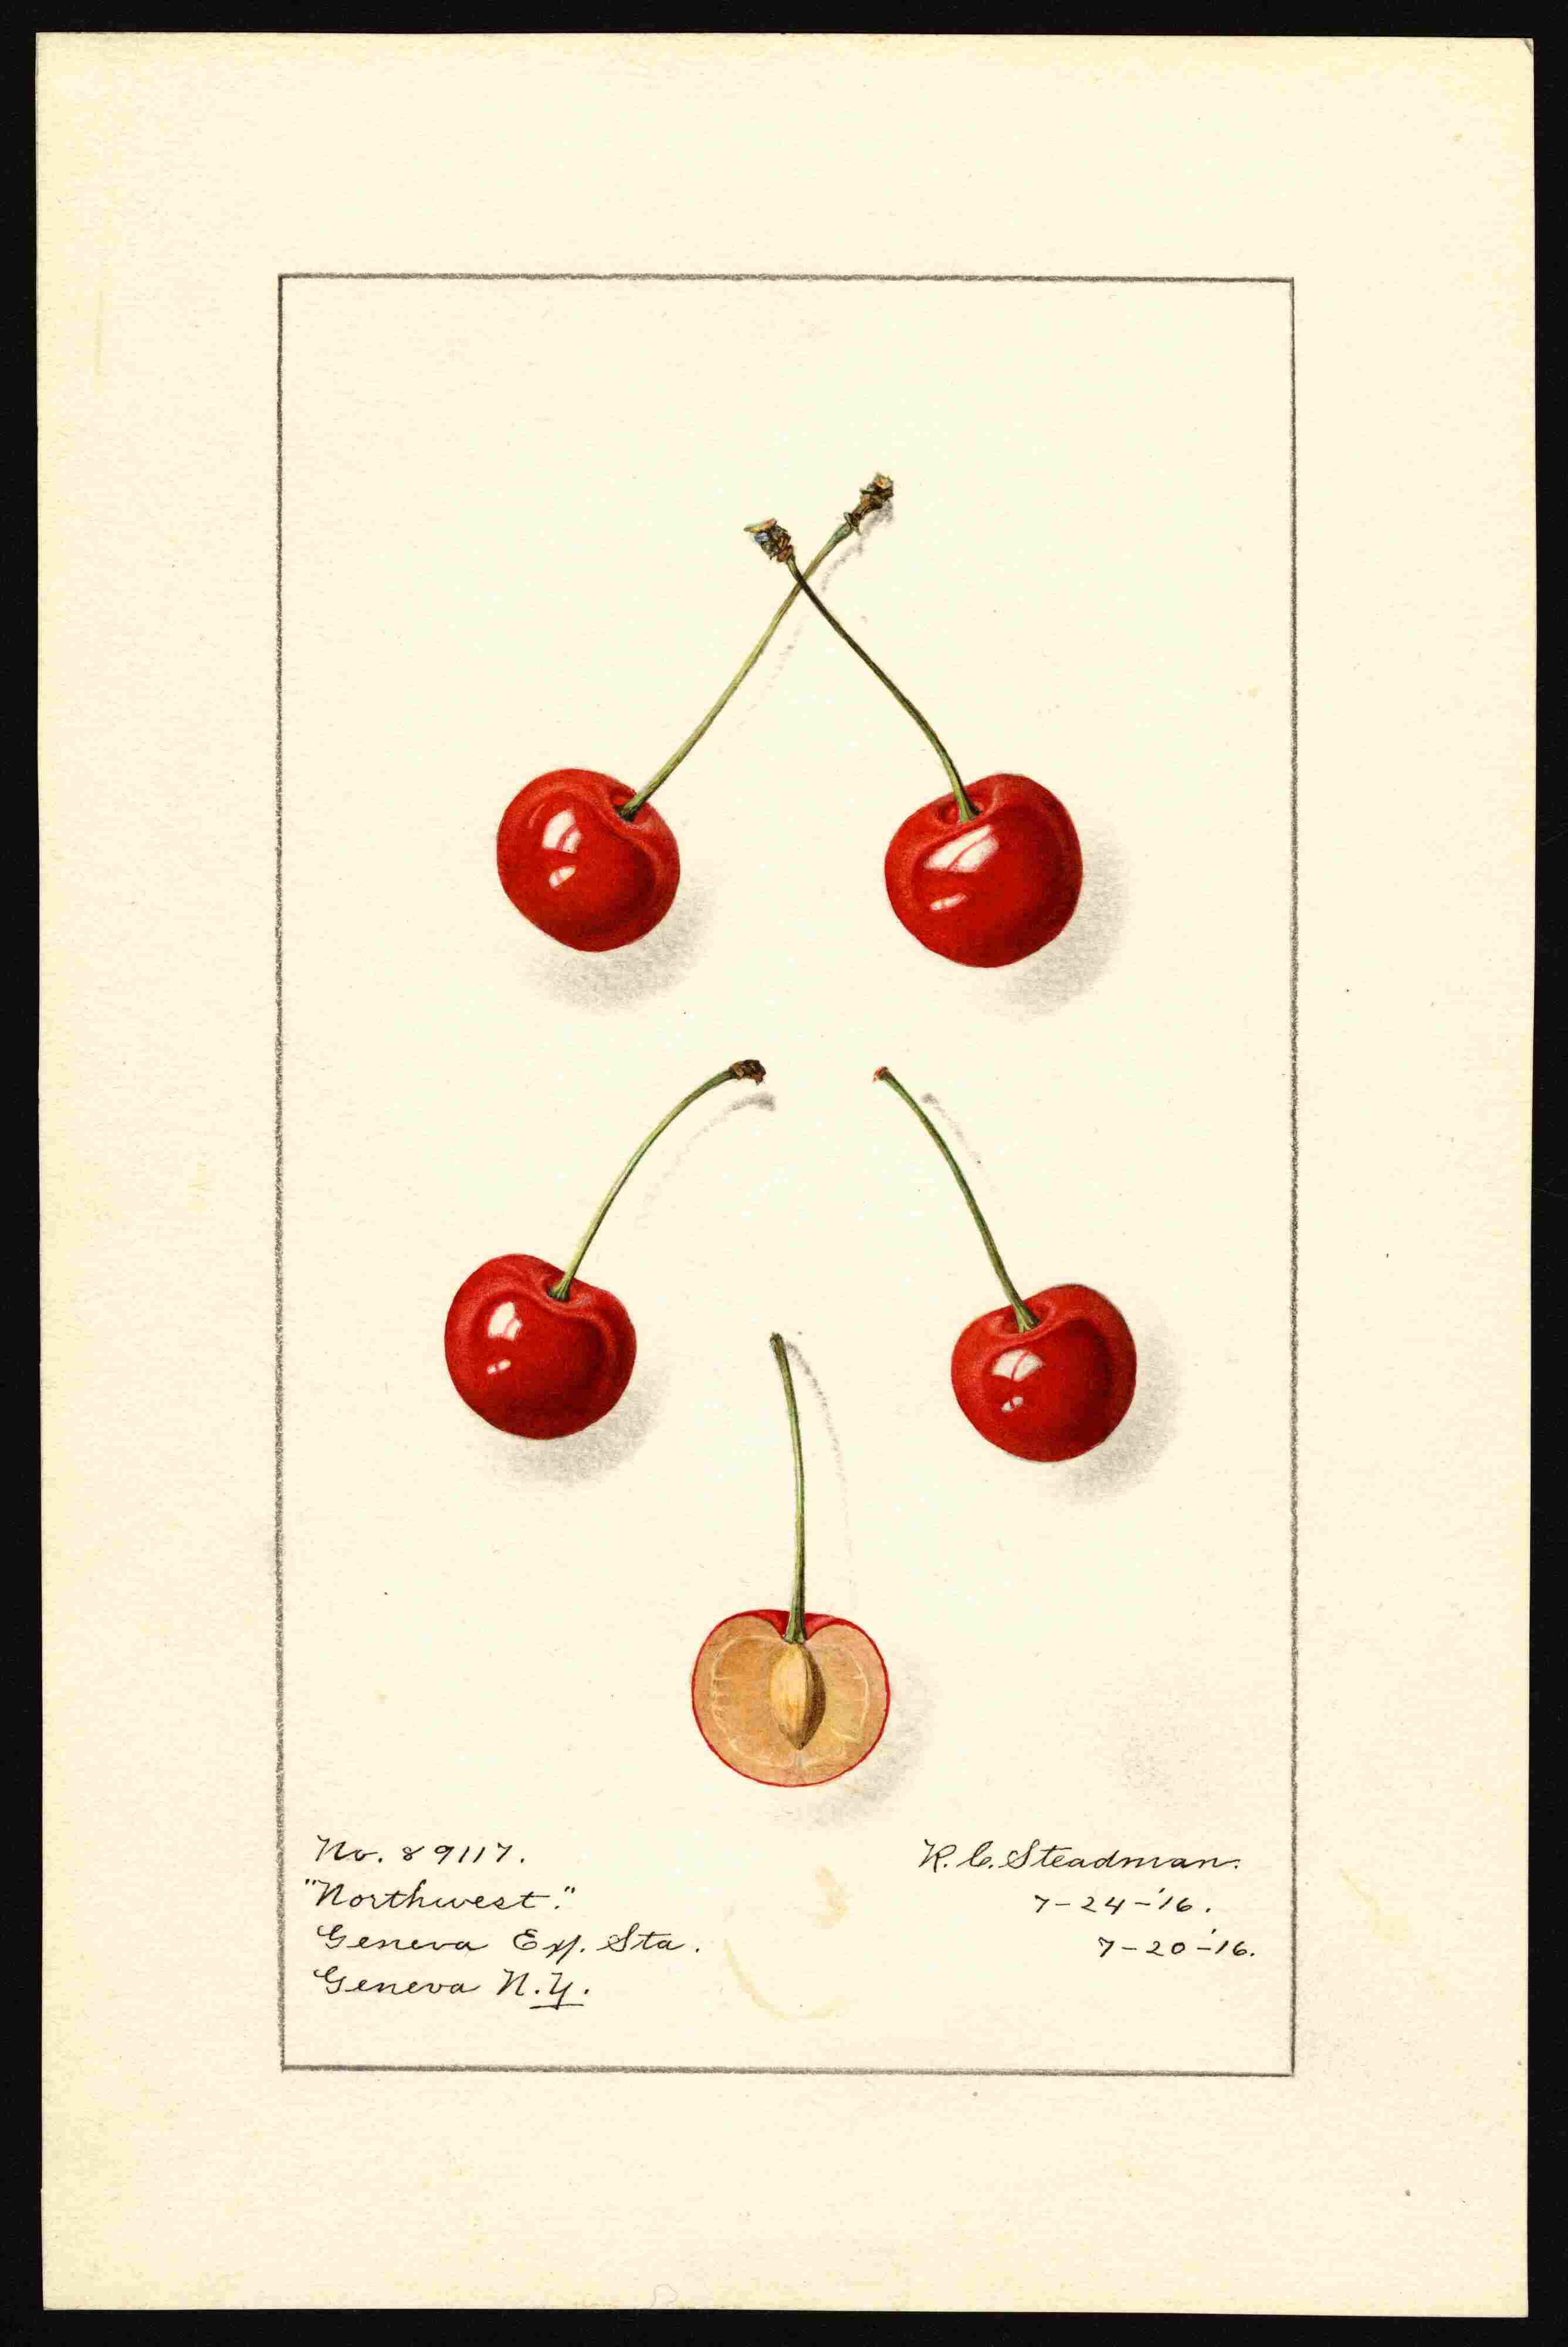 No. 89117.
"Northwest."
Geneva Exp. Sta.
Geneva N.Y.
R. C. Steadman.
7-24-'16.
7-20-'16.